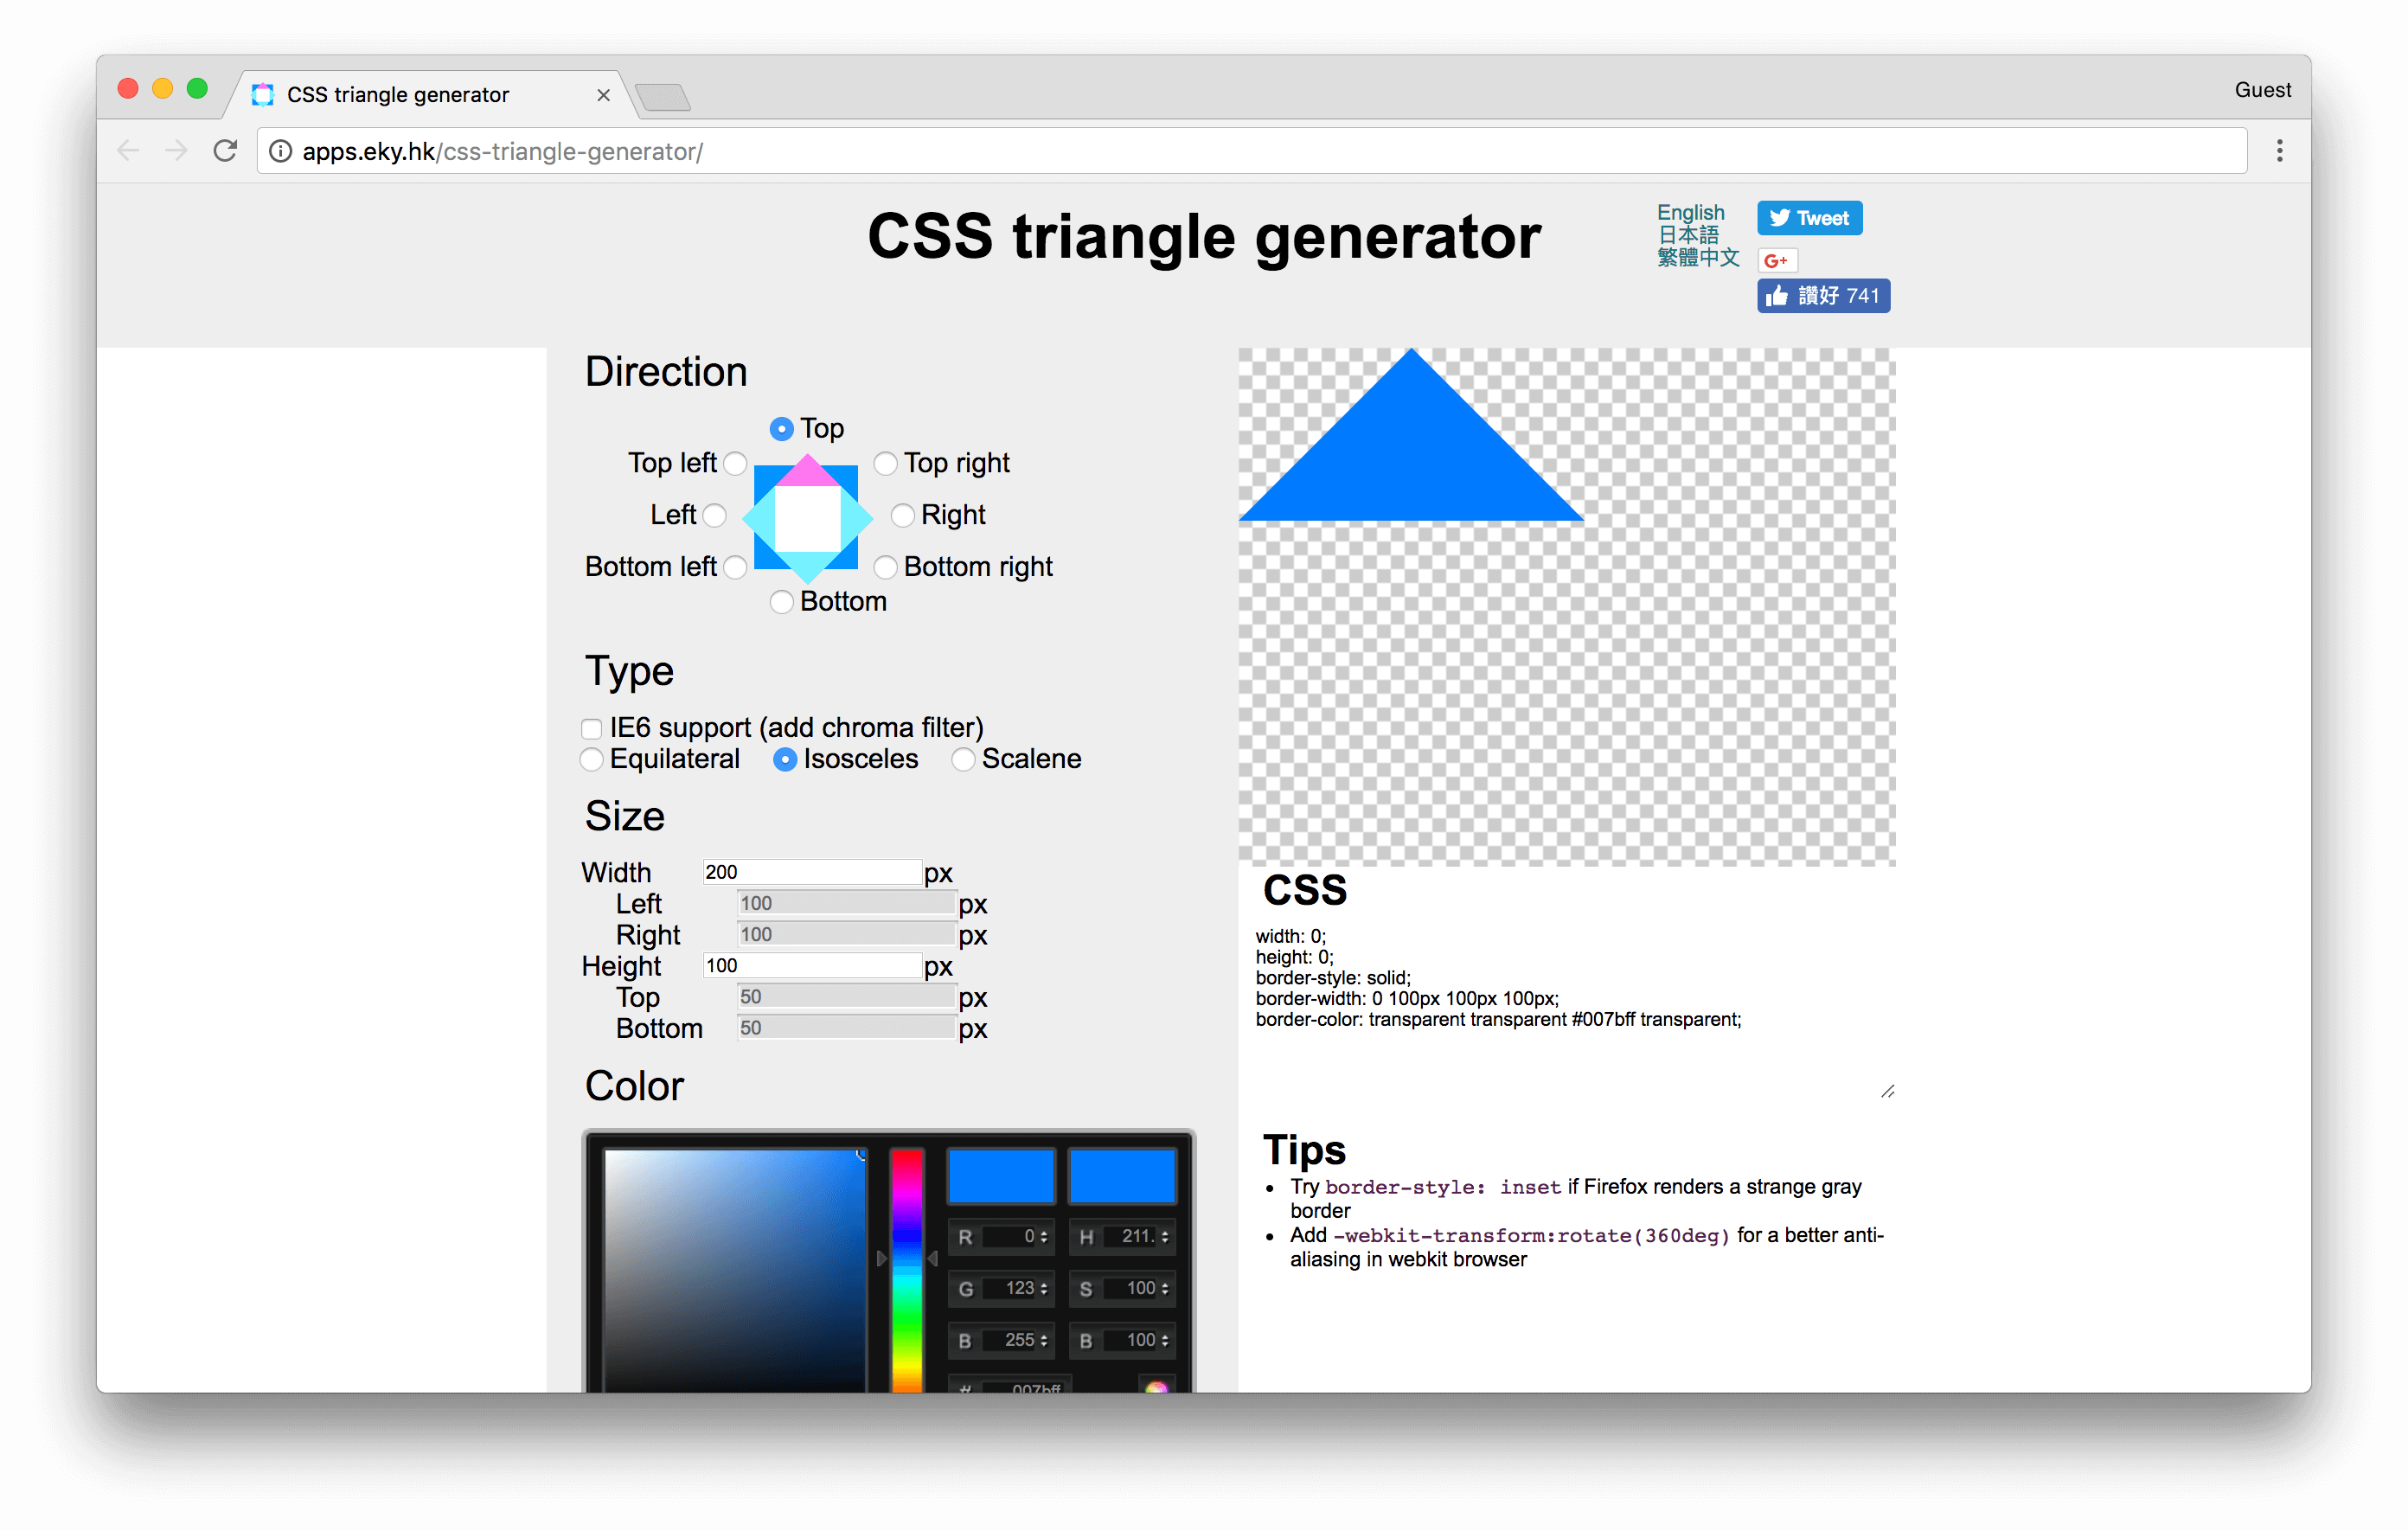 CSS triangle generator
Guest
apps.eky.hk/css-triangle-generator/
CSS triangle generator
English
日本語
繁體中文
Tweet
G+
讚好 741
Direction
Top
Top left
Top right
Left
Right
Bottom left
Bottom right
Bottom
Type
IE6 support (add chroma filter)
Equilateral Isosceles Scalene
Size
Width 200 px
Left 100 px
Right 100 px
Height 100 px
Top 50 px
Bottom 50 px
Color
R 0 H 211.
G 123 S 100
B 255 B 100
# 007bff
CSS
width: 0;
height: 0;
border-style: solid;
border-width: 0 100px 100px 100px;
border-color: transparent transparent #007bff transparent;
Tips
Try border-style: inset if Firefox renders a strange gray
border
Add -webkit-transform:rotate(360deg) for a better anti-
aliasing in webkit browser